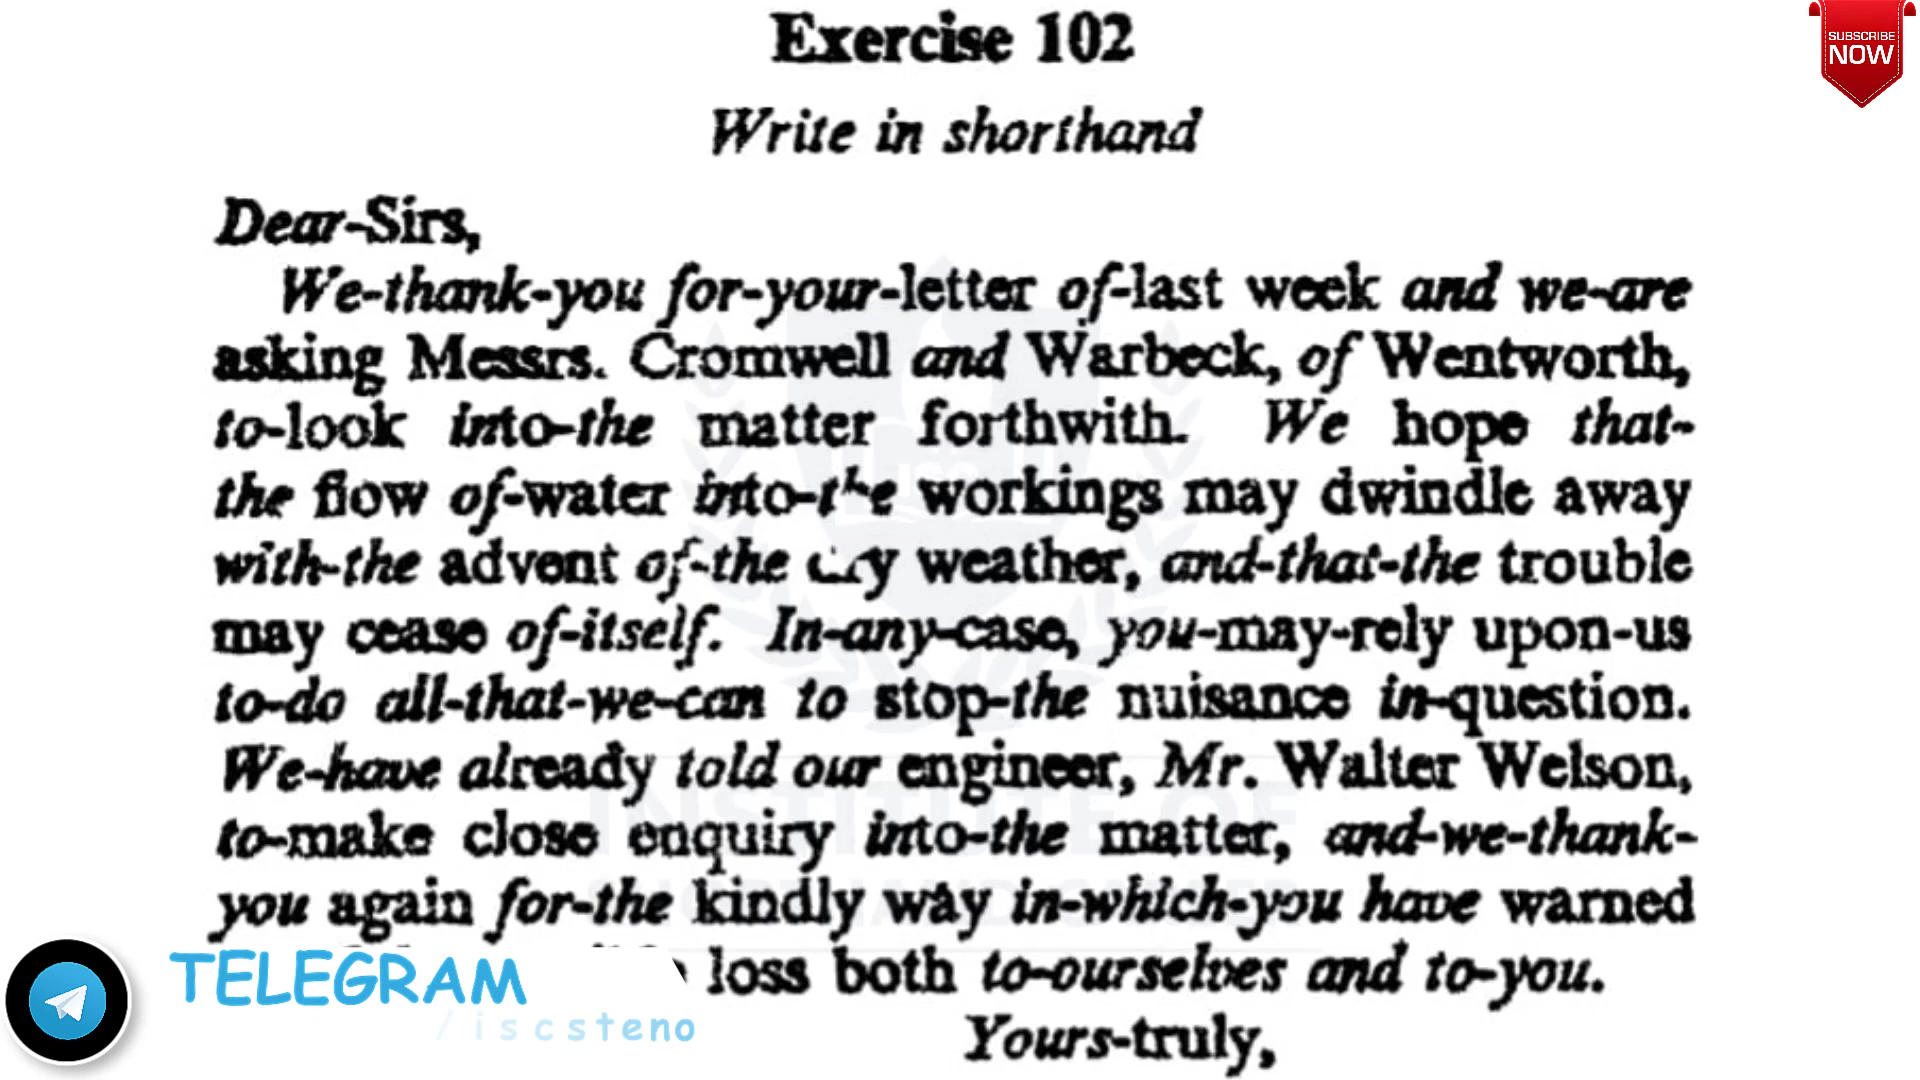 Exercise 102
SUBSCRIBE
NOW
Write in shorthand
Dear-Sirs,
We-thank-you for-your-letter of-last week and we-are
asking Messrs. Cromwell and Warbeck, of Wentworth,
to-look into-the matter forthwith. We hope that-
the flow of-water into-the workings may dwindle away
with-the advent of-the dry weather, and-that-the trouble
may cease of-itself. In-any-case, you-may-rely upon-us
to-do all-that-we-can to stop-the nuisance in-question.
We-have already told our engineer, Mr. Walter Welson,
to-make close enquiry into-the matter, and-we-thank-
you again for-the kindly way in-which-you have warned
loss both to-ourselves and to-you.
TELEGRAM
/iscsteno
Yours-truly,
INSTITUTE OF